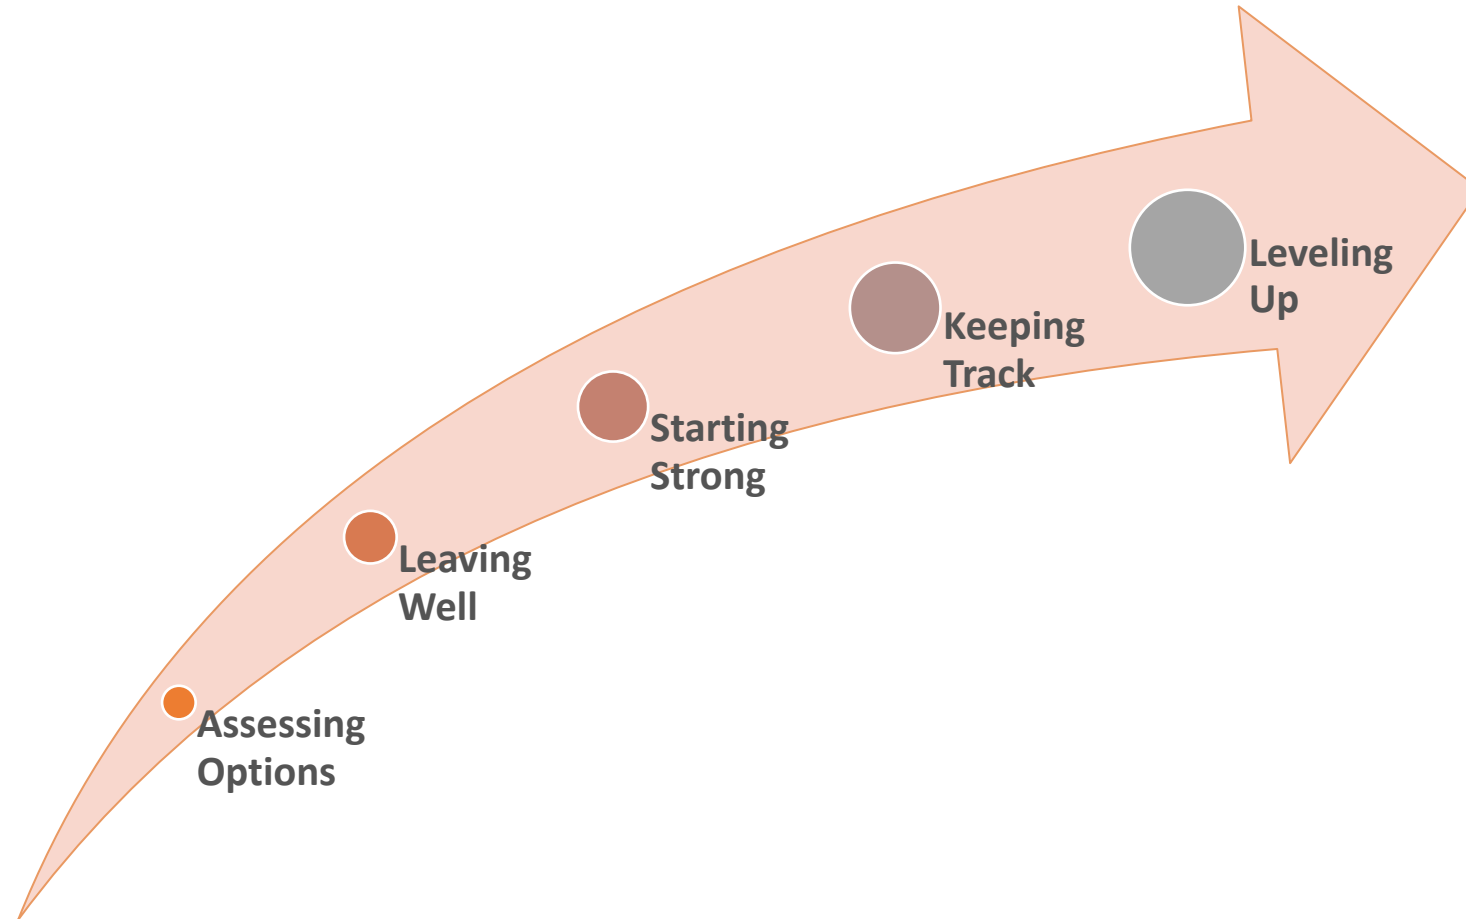 Assessing
Options
Leaving
Well
Starting
Strong
Keeping
Track
Leveling
Up